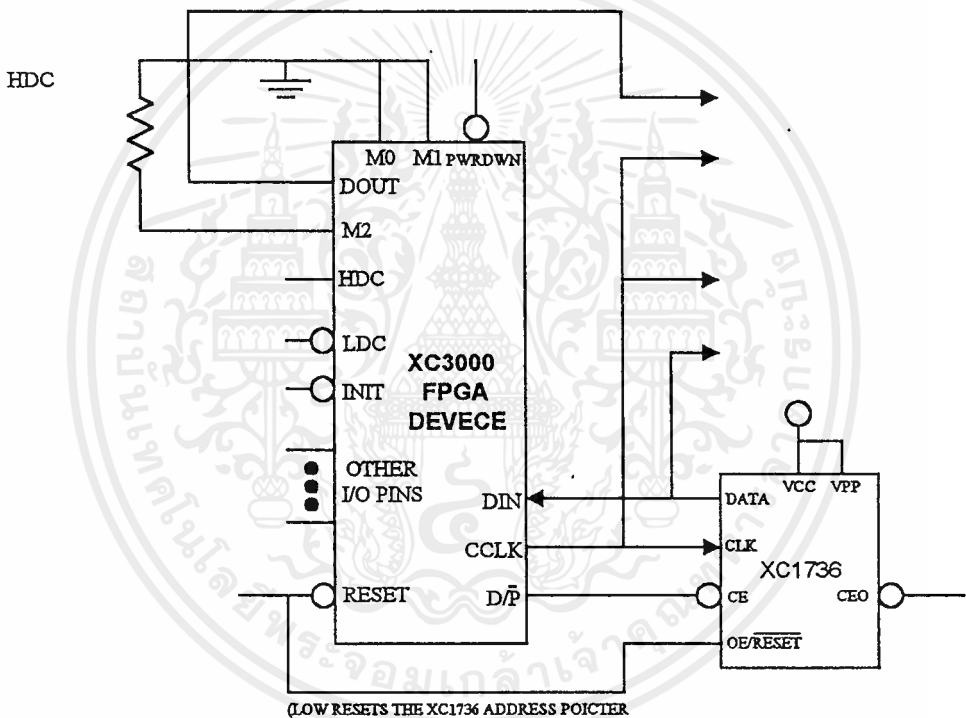 HDC
M0 M1 PWRDWN
DOUT
M2
HDC
LDC
INIT
XC3000
FPGA
DEVECE
OTHER
I/O PINS
DIN
CCLK
RESET
D/P̅
VCC VPP
DATA
CLK
XC1736
CE
CEO
OE/R̅E̅S̅E̅T̅
(LOW RESETS THE XC1736 ADDRESS POICTER